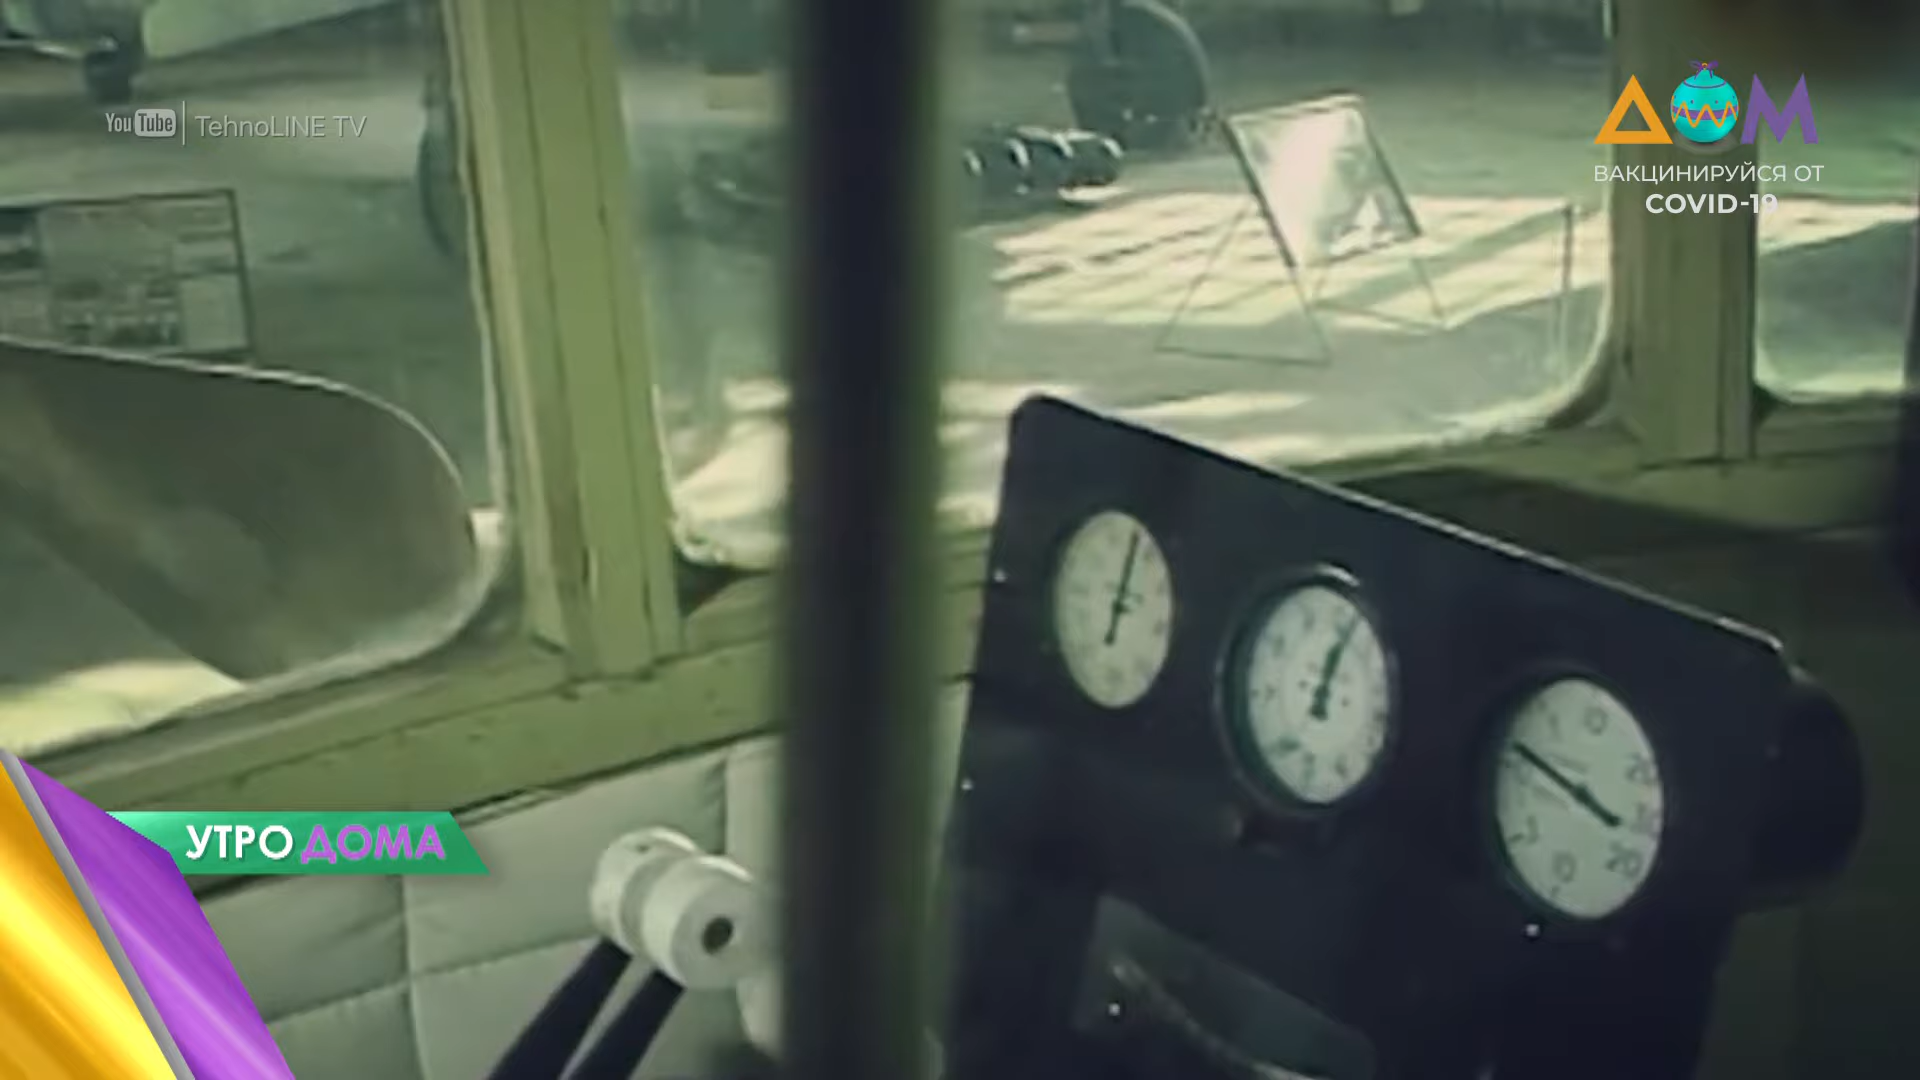 YouTube | TehnoLINE TV
ДОМ
ВАКЦИНИРУЙСЯ ОТ
COVID-19
УТРО ДОМА